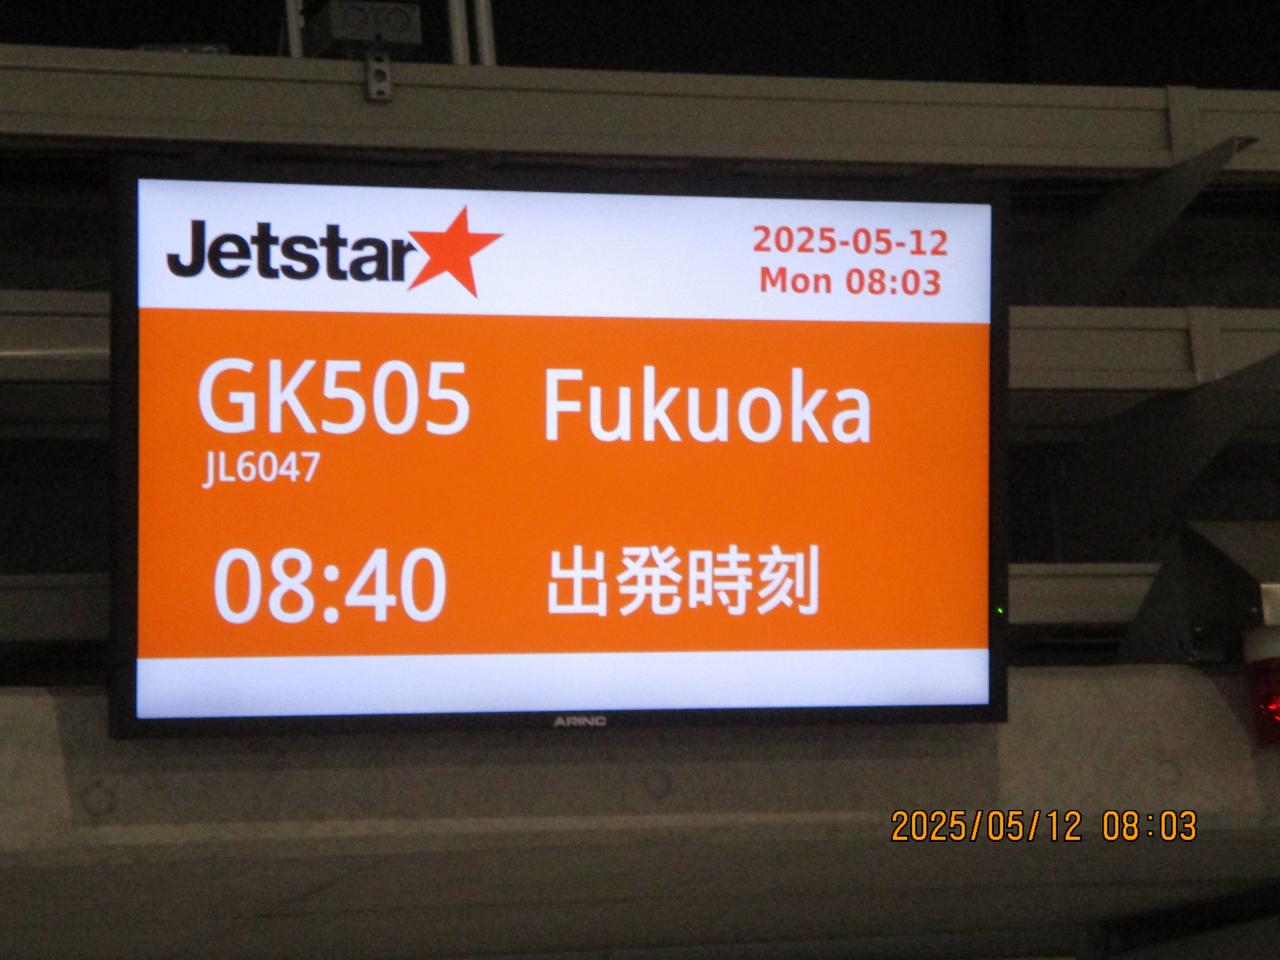 Jetstar
2025-05-12
Mon 08:03
GK505 Fukuoka
JL6047
08:40 出発時刻
ARINC
2025/05/12 08:03